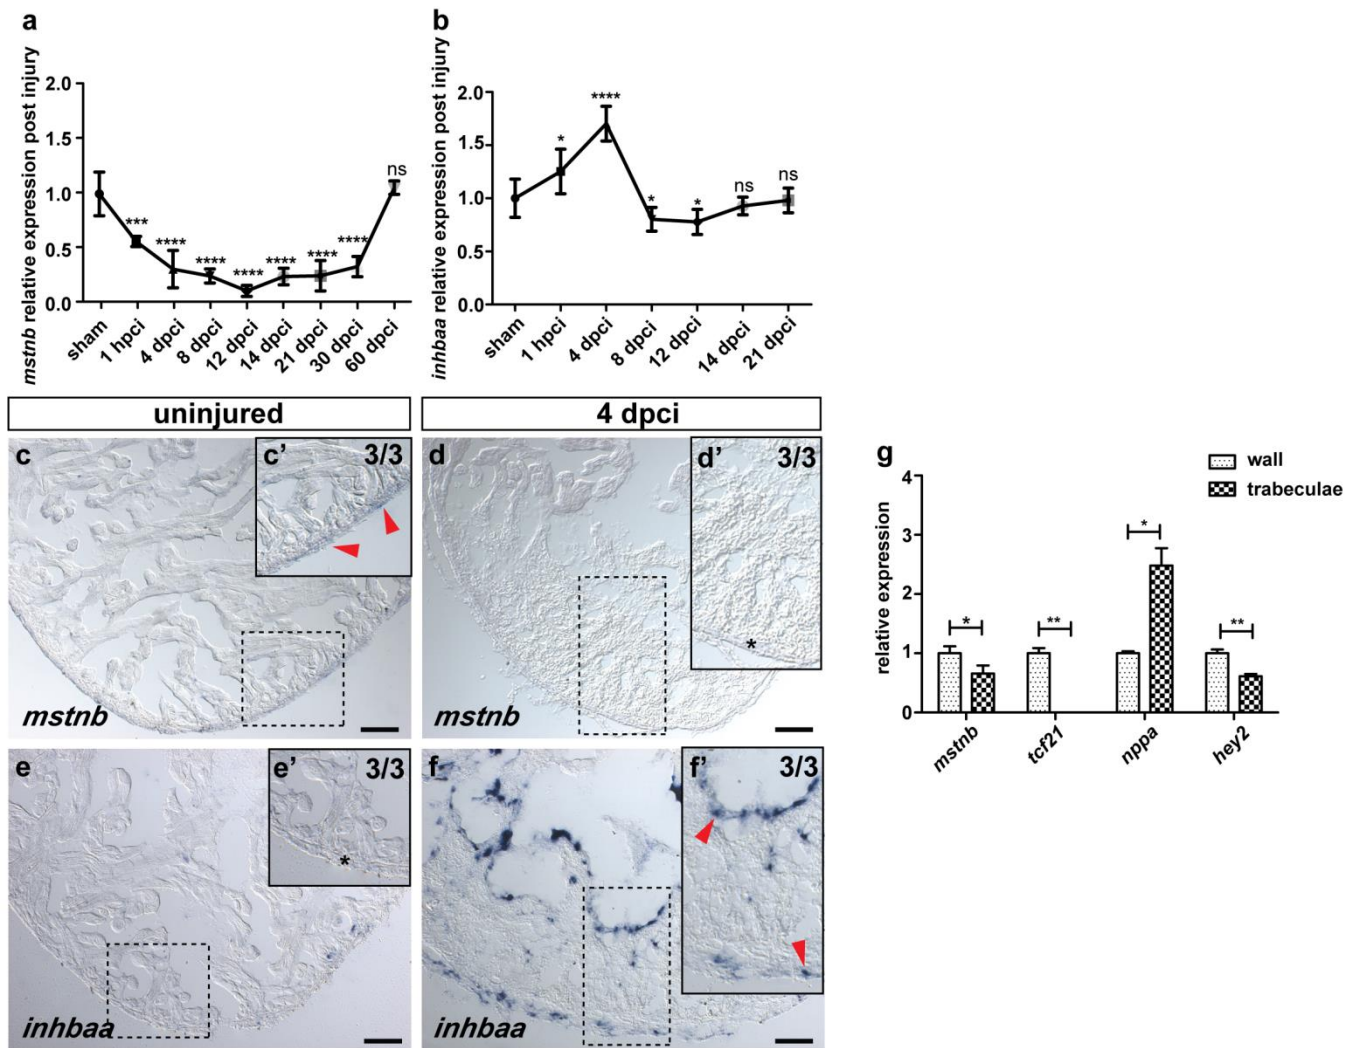 a
mstnb relative expression post injury
2.0
1.5
1.0
0.5
0.0
***
****
****
****
****
****
****
ns
sham
1 hpci
4 dpci
8 dpci
12 dpci
14 dpci
21 dpci
30 dpci
60 dpci
b
inhbaa relative expression post injury
2.0
1.5
1.0
0.5
0.0
*
****
*
*
ns
ns
sham
1 hpci
4 dpci
8 dpci
12 dpci
14 dpci
21 dpci
uninjured
4 dpci
c
c' 3/3
mstnb
d
d' 3/3
*
mstnb
e
e' 3/3
*
inhbaa
f
f' 3/3
inhbaa
g
wall
trabeculae
relative expression
4
3
2
1
0
*
**
*
**
mstnb
tcf21
nppa
hey2